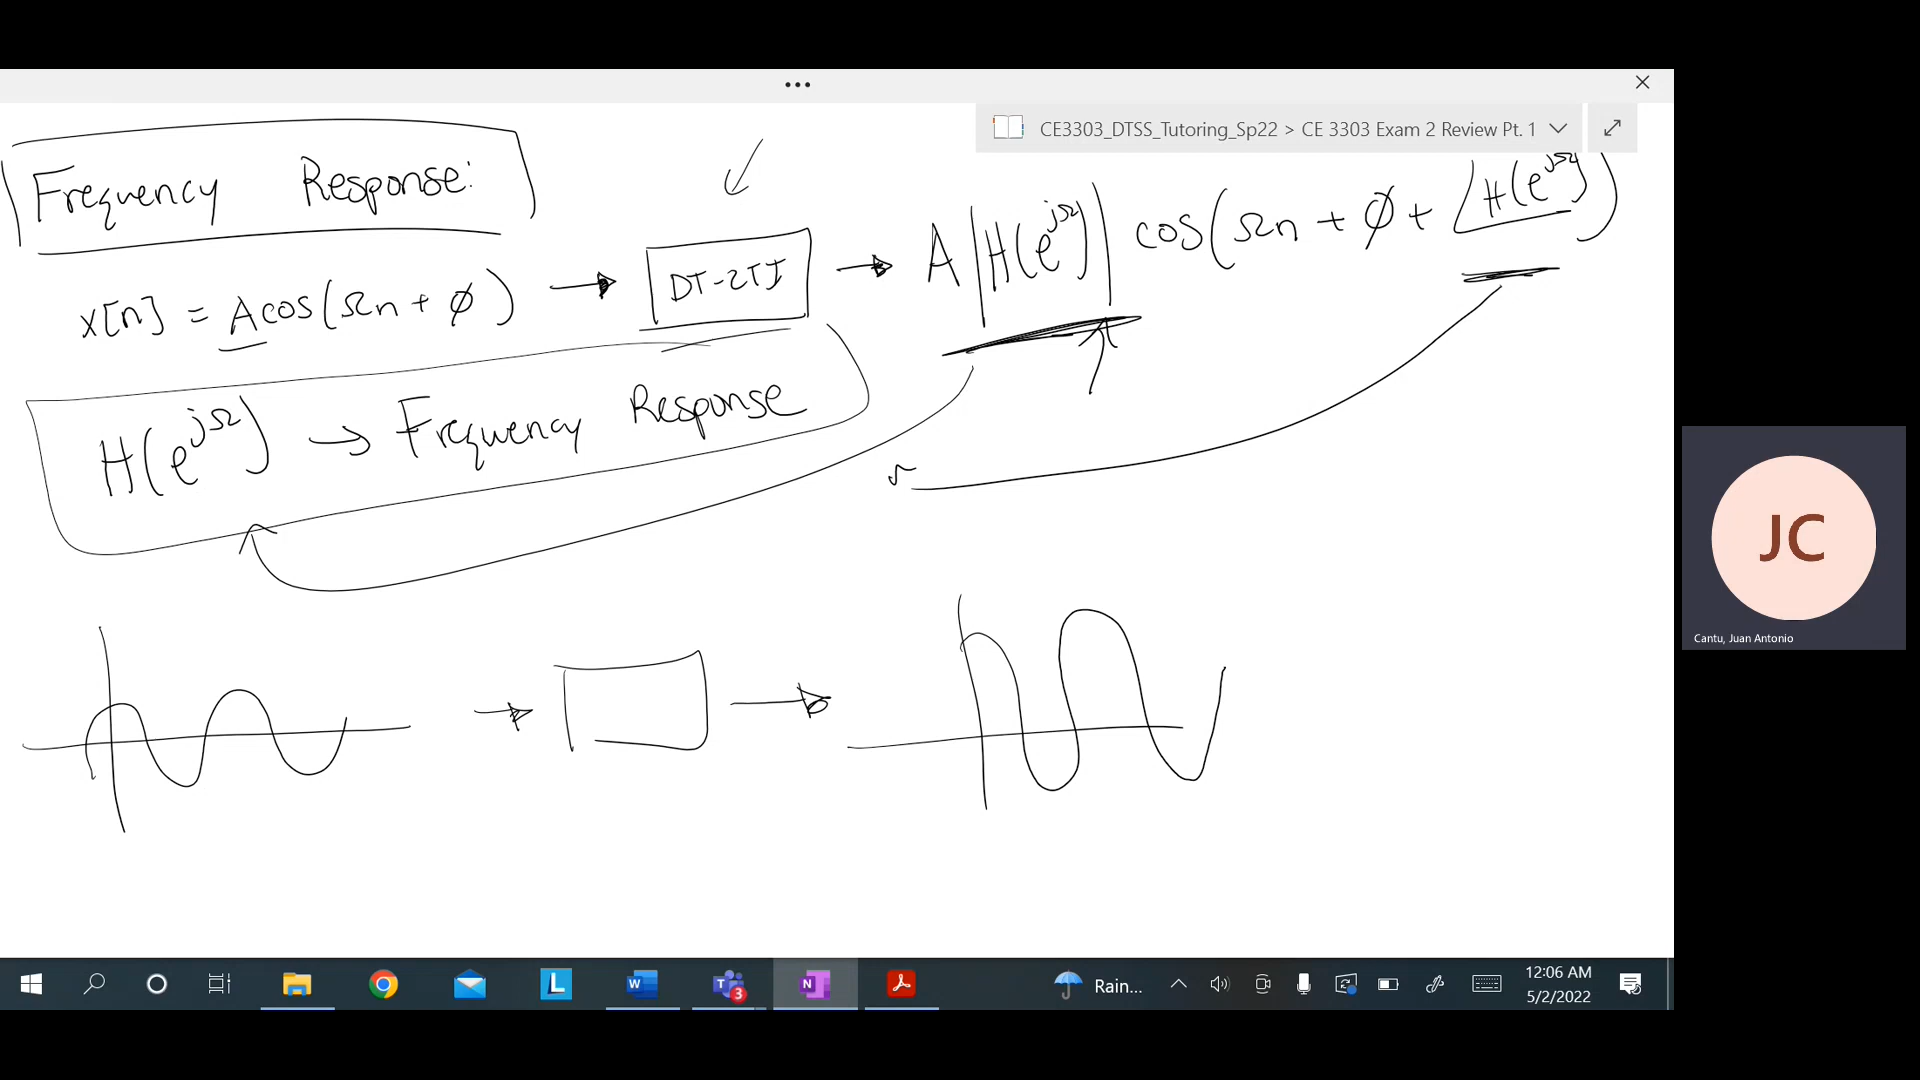 CE3303_DTSS_Tutoring_Sp22 > CE 3303 Exam 2 Review Pt. 1
Frequency Response:
x[n] = Acos(Ωn + φ) → DT-LTI → A|H(e^jΩ)| cos(Ωn + φ + ∠H(e^jΩ))
H(e^jΩ) → Frequency Response
JC
Cantu, Juan Antonio
Rain...
12:06 AM
5/2/2022
L
W
T
3
N